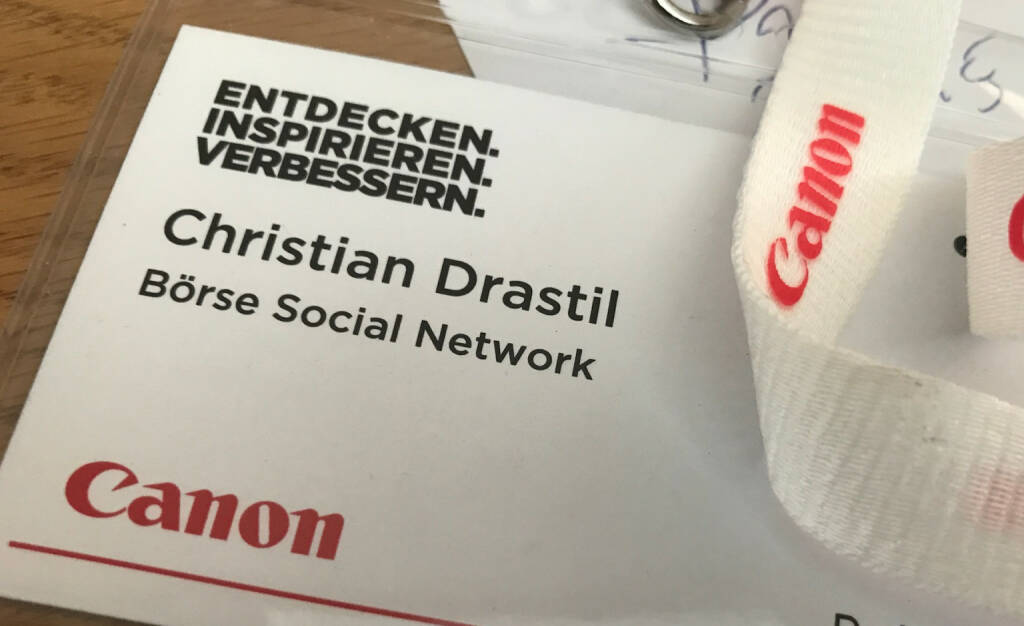 ENTDECKEN.
INSPIRIEREN.
VERBESSERN.
Christian Drastil
Börse Social Network
Canon
Canon